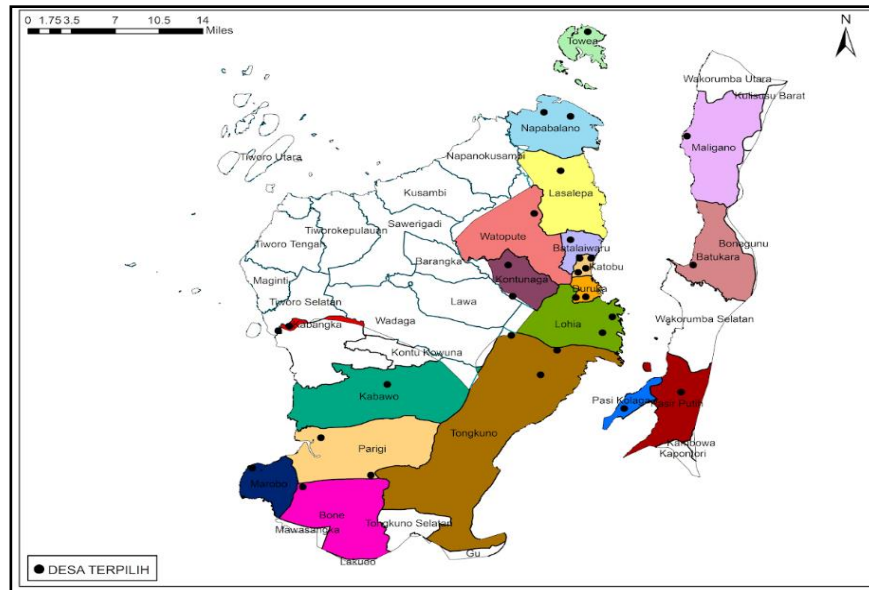 0 1.75 3.5 7 10.5 14
Miles
N
Towea
Wakorumba Utara
Kulisusu Barat
Napabalano
Maligano
Tiworo Utara
Napanokusambi
Kusambi
Lasalepa
Tiworokepulauan
Sawerigadi
Watopute
Tiworo Tengah
Batalaiwaru
Bonegunu
Barangka
Batukara
Katobu
Kontunaga
Maginti
Duruka
Tiworo Selatan
Lawa
Wakorumba Selatan
Wadaga
Lohia
Kabangka
Kontu Kowuna
Kabawo
Pasi Kolaga
Pasir Putih
Tongkuno
Parigi
Kambowa
Kapontori
Marobo
Bone
Tongkuno Selatan
Mawasangka
Gu
Lakudo
DESA TERPILIH